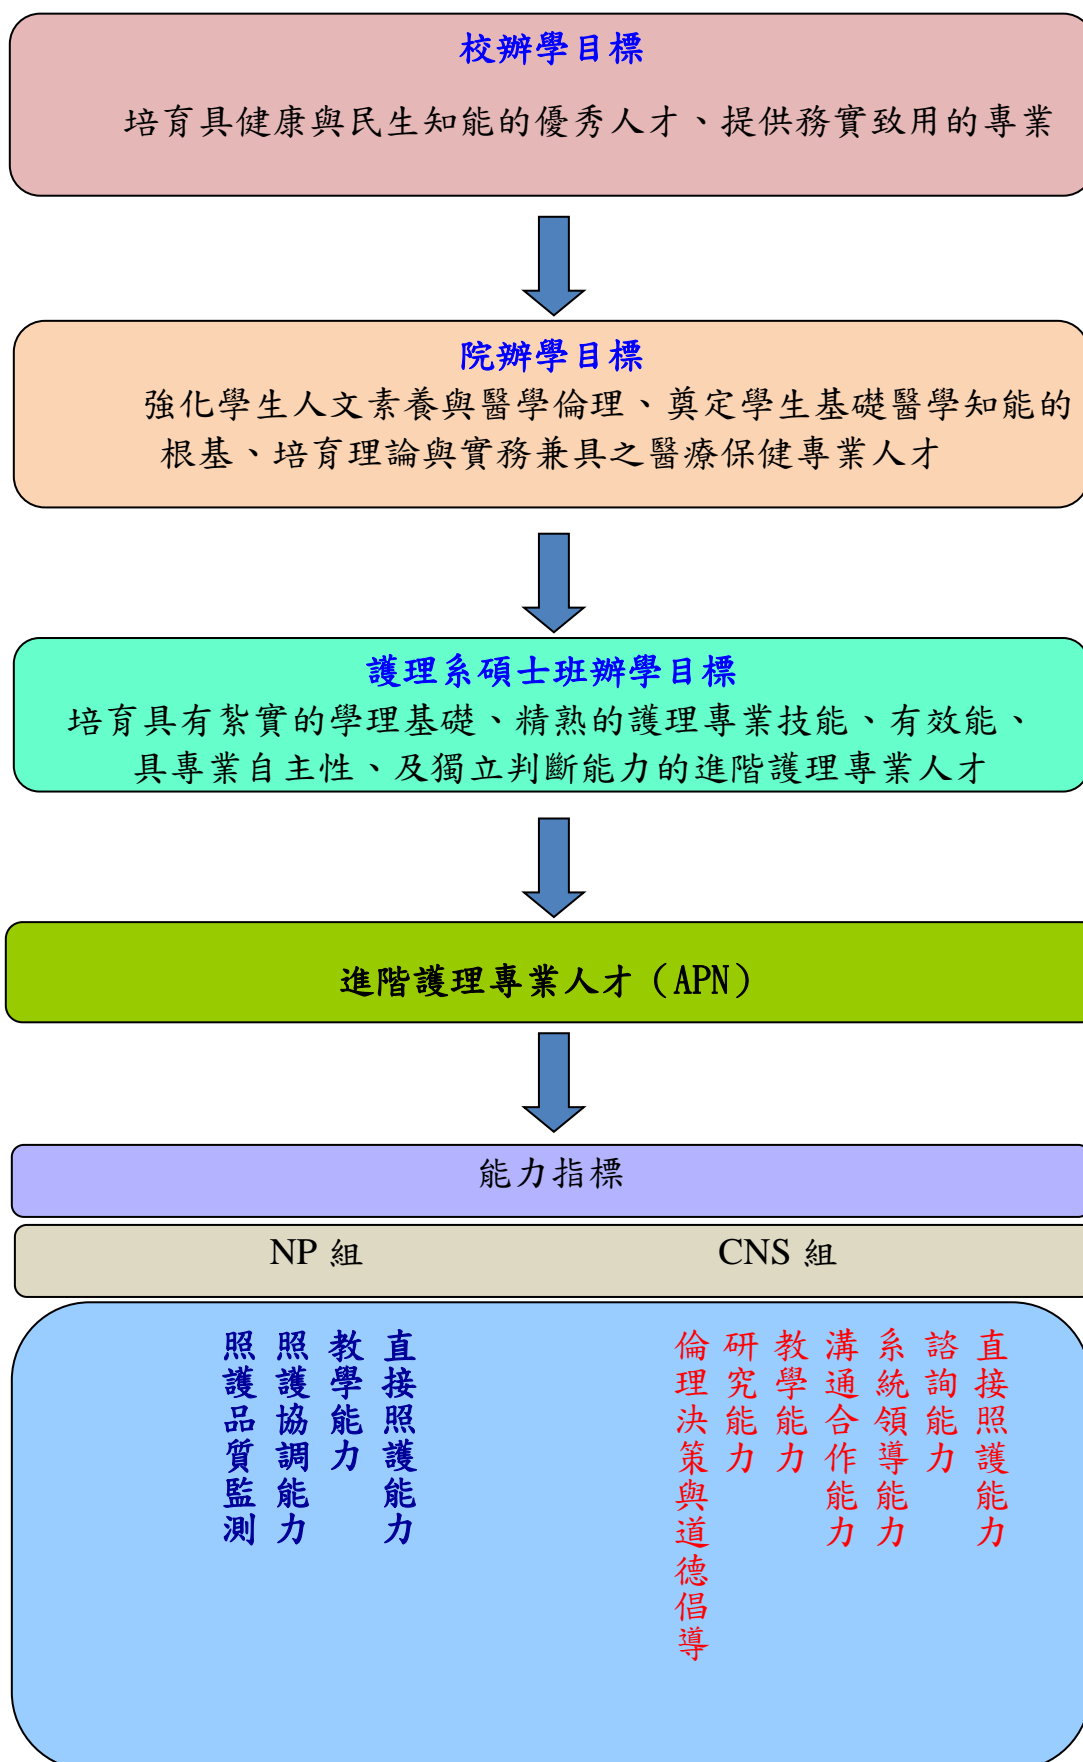 校辦學目標
培育具健康與民生知能的優秀人才、提供務實致用的專業
院辦學目標
強化學生人文素養與醫學倫理、奠定學生基礎醫學知能的
根基、培育理論與實務兼具之醫療保健專業人才
護理系碩士班辦學目標
培育具有紮實的學理基礎、精熟的護理專業技能、有效能、
具專業自主性、及獨立判斷能力的進階護理專業人才
進階護理專業人才（APN）
能力指標
NP 組
CNS 組
直接照護能力
教學能力
照護協調能力
照護品質監測
直接照護能力
諮詢能力
系統領導能力
溝通合作能力
教學能力
研究能力
倫理決策與道德倡導